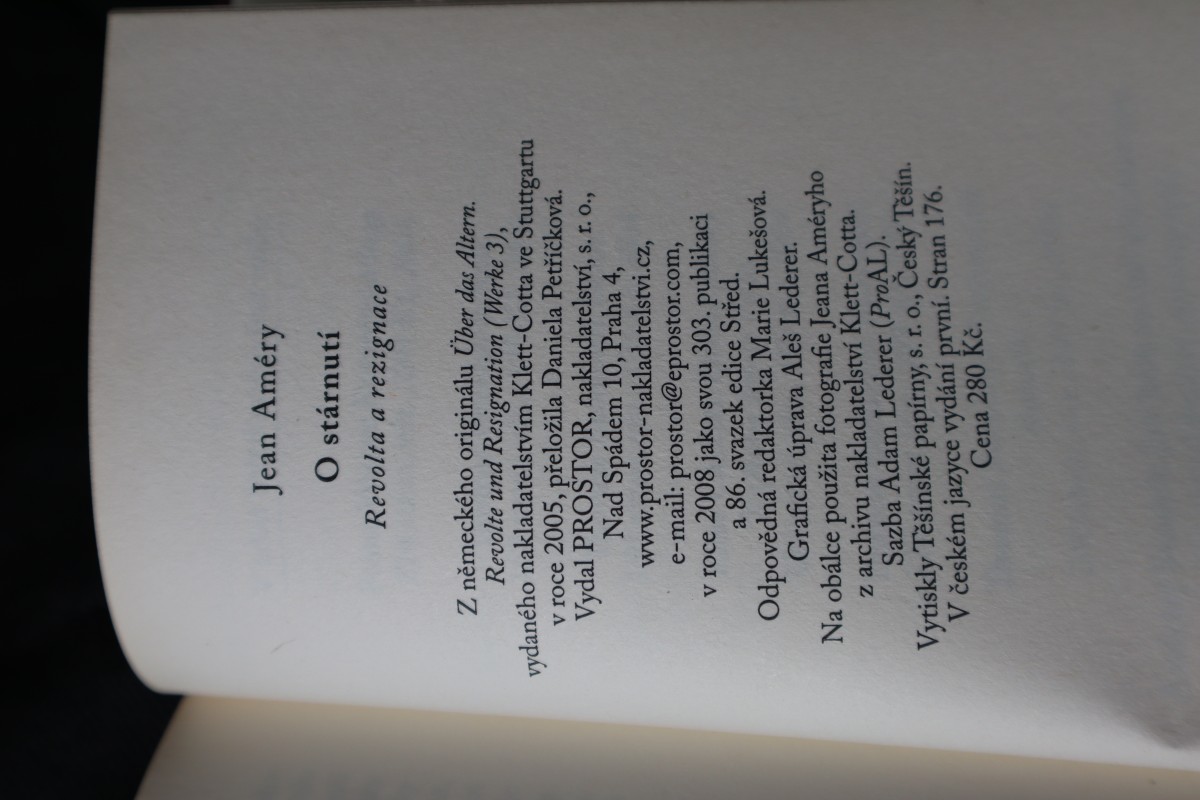 Jean Améry
O stárnutí
Revolta a rezignace
Z německého originálu Über das Altern.
Revolte und Resignation (Werke 3),
vydaného nakladatelstvím Klett-Cotta ve Stuttgartu
v roce 2005, přeložila Daniela Petříčková.
Vydal PROSTOR, nakladatelství, s. r. o.,
Nad Spádem 10, Praha 4,
www.prostor-nakladatelstvi.cz,
e-mail: prostor@eprostor.com,
v roce 2008 jako svou 303. publikaci
a 86. svazek edice Střed.
Odpovědná redaktorka Marie Lukešová.
Grafická úprava Aleš Lederer.
Na obálce použita fotografie Jeana Améryho
z archivu nakladatelství Klett-Cotta.
Sazba Adam Lederer (ProAL).
Vytiskly Těšínské papírny, s. r. o., Český Těšín.
V českém jazyce vydání první. Stran 176.
Cena 280 Kč.